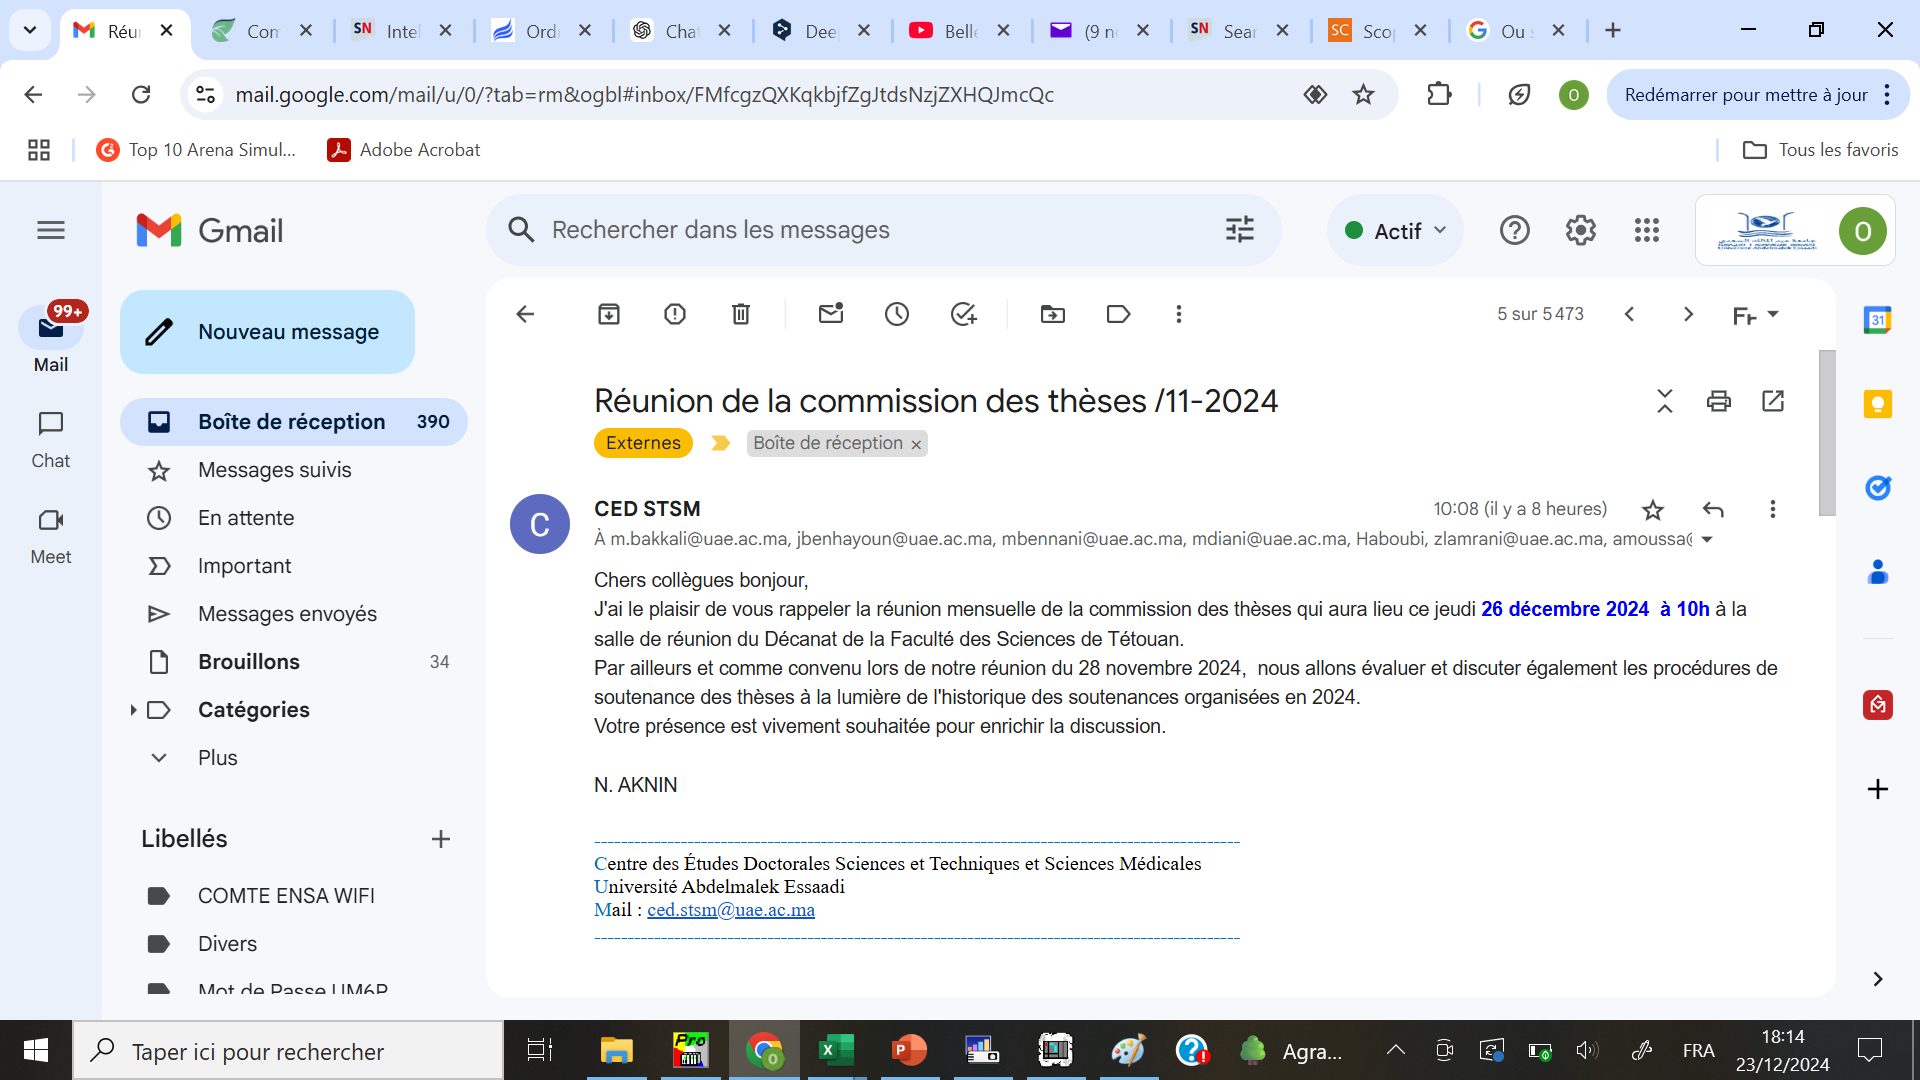 Réu
Com
Inte
Ord
Cha
Dee
Bell
(9 n
Sear
Sco
Ou
mail.google.com/mail/u/0/?tab=rm&ogbl#inbox/FMfcgzQXKqkbjfZgJtdsNzjZXHQJmcQc
O
Redémarrer pour mettre à jour
Top 10 Arena Simul...
Adobe Acrobat
Tous les favoris
Gmail
Rechercher dans les messages
Actif
O
99+
Mail
Chat
Meet
Nouveau message
Boîte de réception 390
Messages suivis
En attente
Important
Messages envoyés
Brouillons 34
Catégories
Plus
Libellés
COMTE ENSA WIFI
Divers
Mot de Passe UM6P
5 sur 5 473
Réunion de la commission des thèses /11-2024
Externes
Boîte de réception ×
C
CED STSM
10:08 (il y a 8 heures)
À m.bakkali@uae.ac.ma, jbenhayoun@uae.ac.ma, mbennani@uae.ac.ma, mdiani@uae.ac.ma, Haboubi, zlamrani@uae.ac.ma, amoussa
Chers collègues bonjour,
J'ai le plaisir de vous rappeler la réunion mensuelle de la commission des thèses qui aura lieu ce jeudi 26 décembre 2024 à 10h à la
salle de réunion du Décanat de la Faculté des Sciences de Tétouan.
Par ailleurs et comme convenu lors de notre réunion du 28 novembre 2024, nous allons évaluer et discuter également les procédures de
soutenance des thèses à la lumière de l'historique des soutenances organisées en 2024.
Votre présence est vivement souhaitée pour enrichir la discussion.
N. AKNIN
Centre des Études Doctorales Sciences et Techniques et Sciences Médicales
Université Abdelmalek Essaadi
Mail : ced.stsm@uae.ac.ma
31
Taper ici pour rechercher
Pro
Agra...
FRA
18:14
23/12/2024